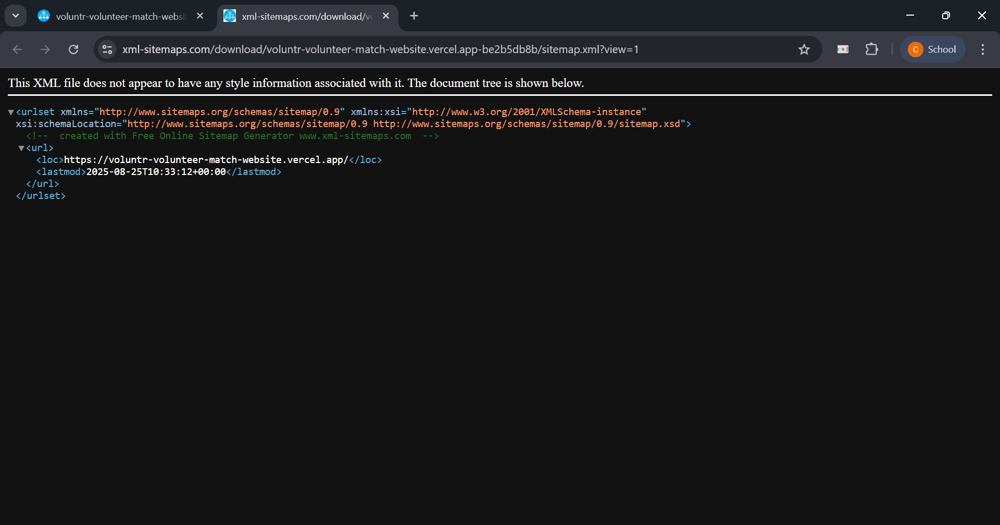 voluntr-volunteer-match-websi
xml-sitemaps.com/download/vo
xml-sitemaps.com/download/voluntr-volunteer-match-website.vercel.app-be2b5db8b/sitemap.xml?view=1
C School
This XML file does not appear to have any style information associated with it. The document tree is shown below.
<urlset xmlns="http://www.sitemaps.org/schemas/sitemap/0.9" xmlns:xsi="http://www.w3.org/2001/XMLSchema-instance"
xsi:schemaLocation="http://www.sitemaps.org/schemas/sitemap/0.9 http://www.sitemaps.org/schemas/sitemap/0.9/sitemap.xsd">
<!-- created with Free Online Sitemap Generator www.xml-sitemaps.com -->
<url>
<loc>https://voluntr-volunteer-match-website.vercel.app/</loc>
<lastmod>2025-08-25T10:33:12+00:00</lastmod>
</url>
</urlset>